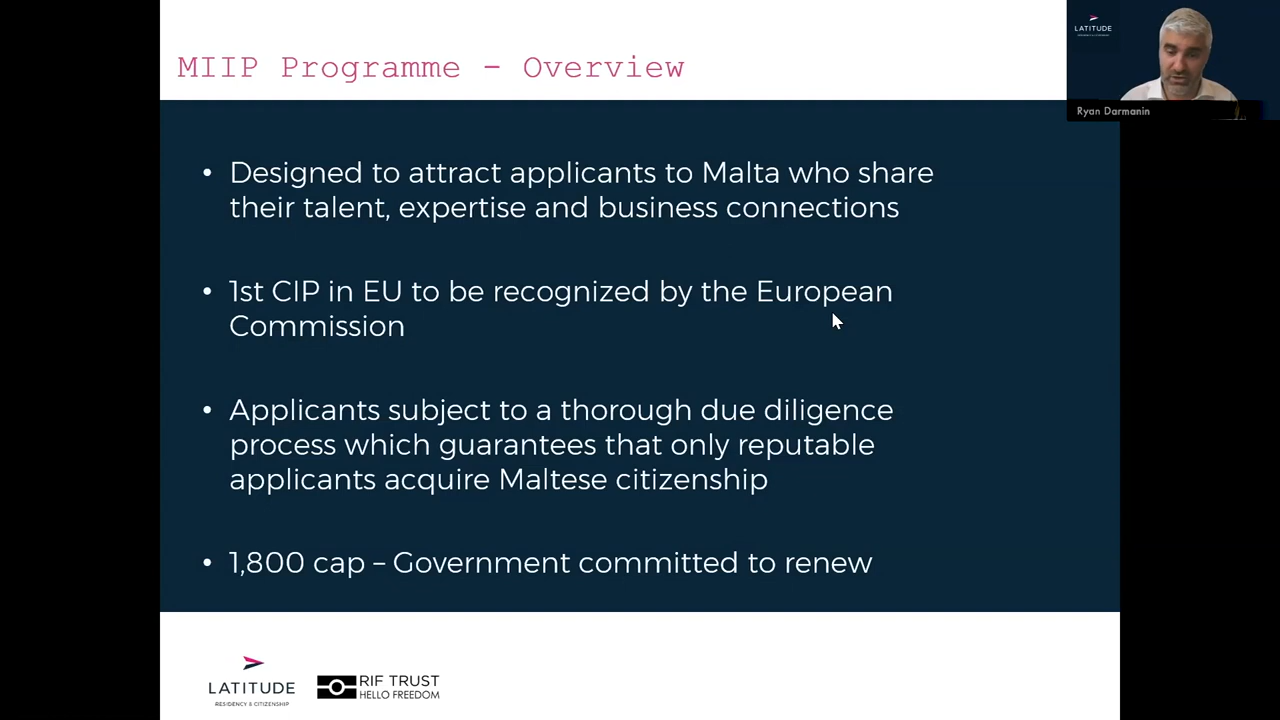 MIIP Programme - Overview
LATITUDE
Ryan Darmanin
• Designed to attract applicants to Malta who share
their talent, expertise and business connections
• 1st CIP in EU to be recognized by the European
Commission
• Applicants subject to a thorough due diligence
process which guarantees that only reputable
applicants acquire Maltese citizenship
• 1,800 cap – Government committed to renew
LATITUDE
RESIDENCY & CITIZENSHIP
RIF TRUST
HELLO FREEDOM